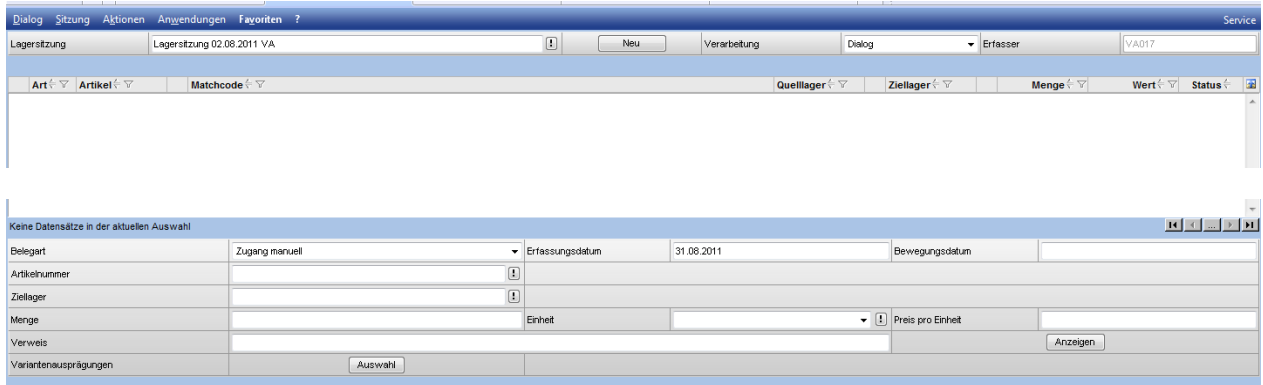 Dialog Sitzung Aktionen Anwendungen Favoriten ? Service
Lagersitzung Lagersitzung 02.08.2011 VA ! Neu Verarbeitung Dialog Erfasser VA017
Art Artikel Matchcode Quelllager Ziellager Menge Wert Status
Keine Datensätze in der aktuellen Auswahl ...
Belegart Zugang manuell Erfassungsdatum 31.08.2011 Bewegungsdatum
Artikelnummer !
Ziellager !
Menge Einheit ! Preis pro Einheit
Verweis Anzeigen
Variantenausprägungen Auswahl